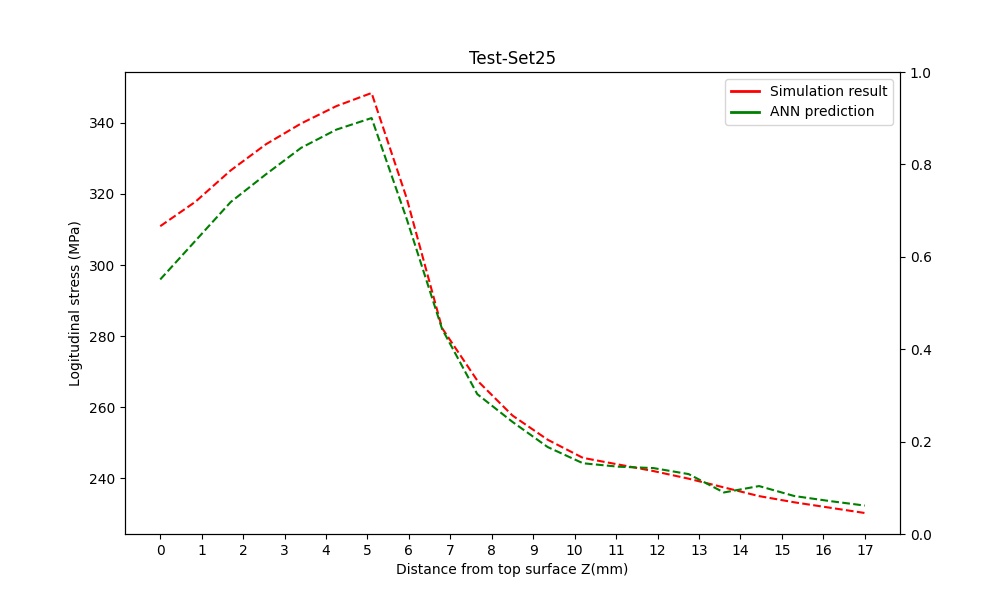 Test-Set25
Simulation result
ANN prediction
Logitudinal stress (MPa)
340
320
300
280
260
240
1.0
0.8
0.6
0.4
0.2
0.0
0 1 2 3 4 5 6 7 8 9 10 11 12 13 14 15 16 17
Distance from top surface Z(mm)